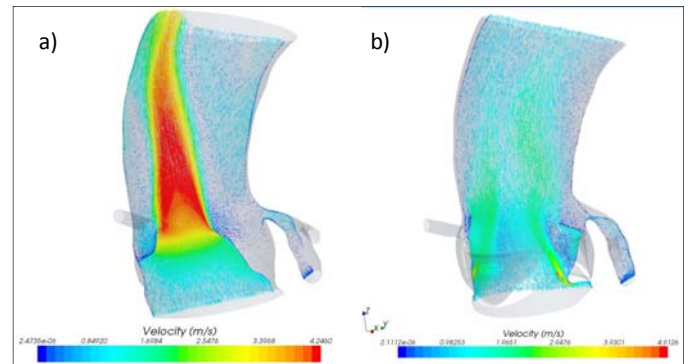 a)
b)
Velocity (m/s)
2.4735e-06 0.84920 1.6984 2.5476 3.3968 4.2460
Z
X Y
Velocity (m/s)
2.1112e-06 0.98253 1.9651 2.9476 3.9301 4.9126